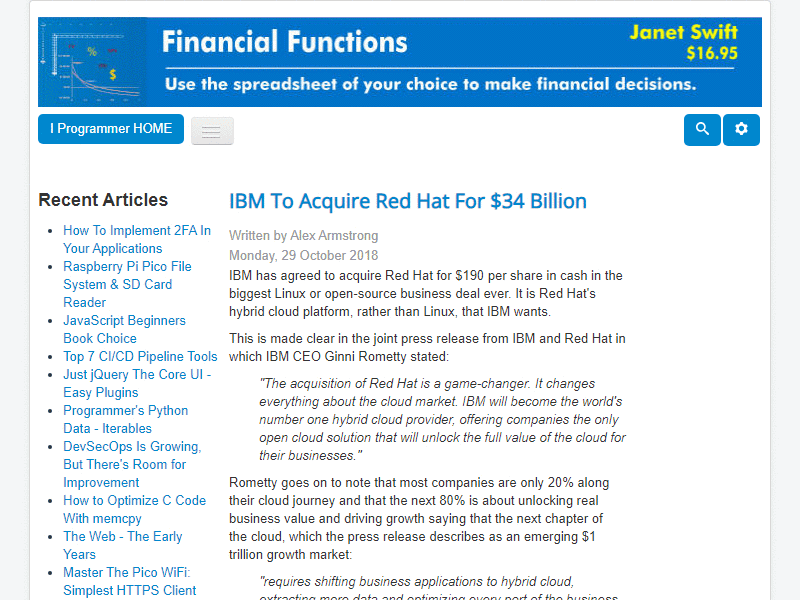 Financial Functions
Janet Swift
$16.95
Use the spreadsheet of your choice to make financial decisions.
I Programmer HOME
Recent Articles
How To Implement 2FA In
Your Applications
Raspberry Pi Pico File
System & SD Card
Reader
JavaScript Beginners
Book Choice
Top 7 CI/CD Pipeline Tools
Just jQuery The Core UI -
Easy Plugins
Programmer's Python
Data - Iterables
DevSecOps Is Growing,
But There's Room for
Improvement
How to Optimize C Code
With memcpy
The Web - The Early
Years
Master The Pico WiFi:
Simplest HTTPS Client
IBM To Acquire Red Hat For $34 Billion
Written by Alex Armstrong
Monday, 29 October 2018
IBM has agreed to acquire Red Hat for $190 per share in cash in the
biggest Linux or open-source business deal ever. It is Red Hat's
hybrid cloud platform, rather than Linux, that IBM wants.
This is made clear in the joint press release from IBM and Red Hat in
which IBM CEO Ginni Rometty stated:
"The acquisition of Red Hat is a game-changer. It changes
everything about the cloud market. IBM will become the world's
number one hybrid cloud provider, offering companies the only
open cloud solution that will unlock the full value of the cloud for
their businesses."
Rometty goes on to note that most companies are only 20% along
their cloud journey and that the next 80% is about unlocking real
business value and driving growth saying that the next chapter of
the cloud, which the press release describes as an emerging $1
trillion growth market:
"requires shifting business applications to hybrid cloud,
extracting more data and optimizing every part of the business,